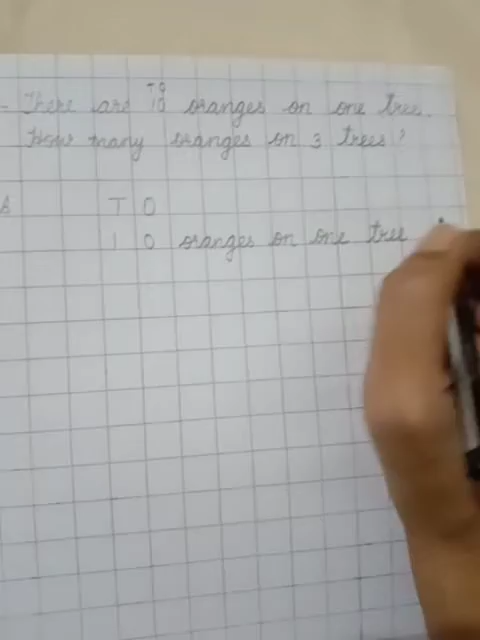 T O
- There are 10 oranges on one tree.
How many oranges on 3 trees?
T O
1 0 oranges on one tree